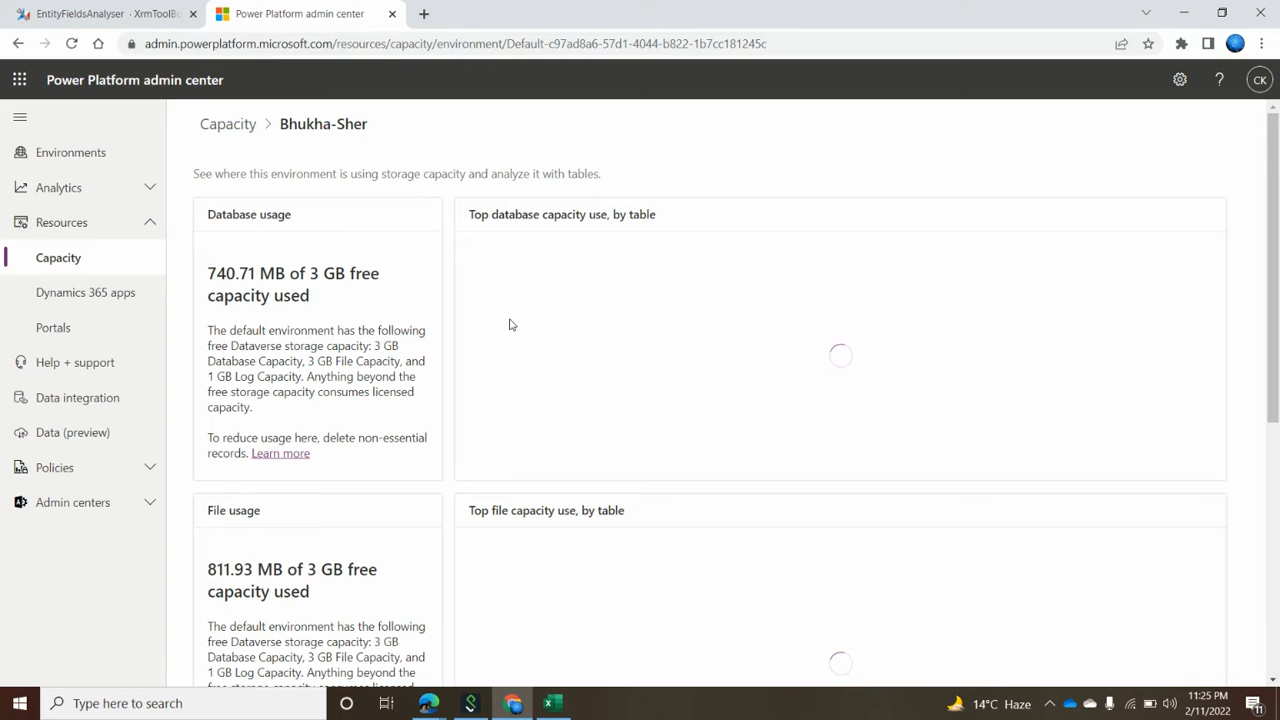 EntityFieldsAnalyser · XrmToolBo
Power Platform admin center
admin.powerplatform.microsoft.com/resources/capacity/environment/Default-c97ad8a6-57d1-4044-b822-1b7cc181245c
Power Platform admin center
CK
Capacity > Bhukha-Sher
Environments
Analytics
Resources
Capacity
Dynamics 365 apps
Portals
Help + support
Data integration
Data (preview)
Policies
Admin centers
See where this environment is using storage capacity and analyze it with tables.
Database usage
740.71 MB of 3 GB free
capacity used
The default environment has the following
free Dataverse storage capacity: 3 GB
Database Capacity, 3 GB File Capacity, and
1 GB Log Capacity. Anything beyond the
free storage capacity consumes licensed
capacity.
To reduce usage here, delete non-essential
records. Learn more
Top database capacity use, by table
File usage
811.93 MB of 3 GB free
capacity used
The default environment has the following
free Dataverse storage capacity: 3 GB
Database Capacity, 3 GB File Capacity, and
Top file capacity use, by table
Type here to search
14°C Haze
11:25 PM
2/11/2022
11